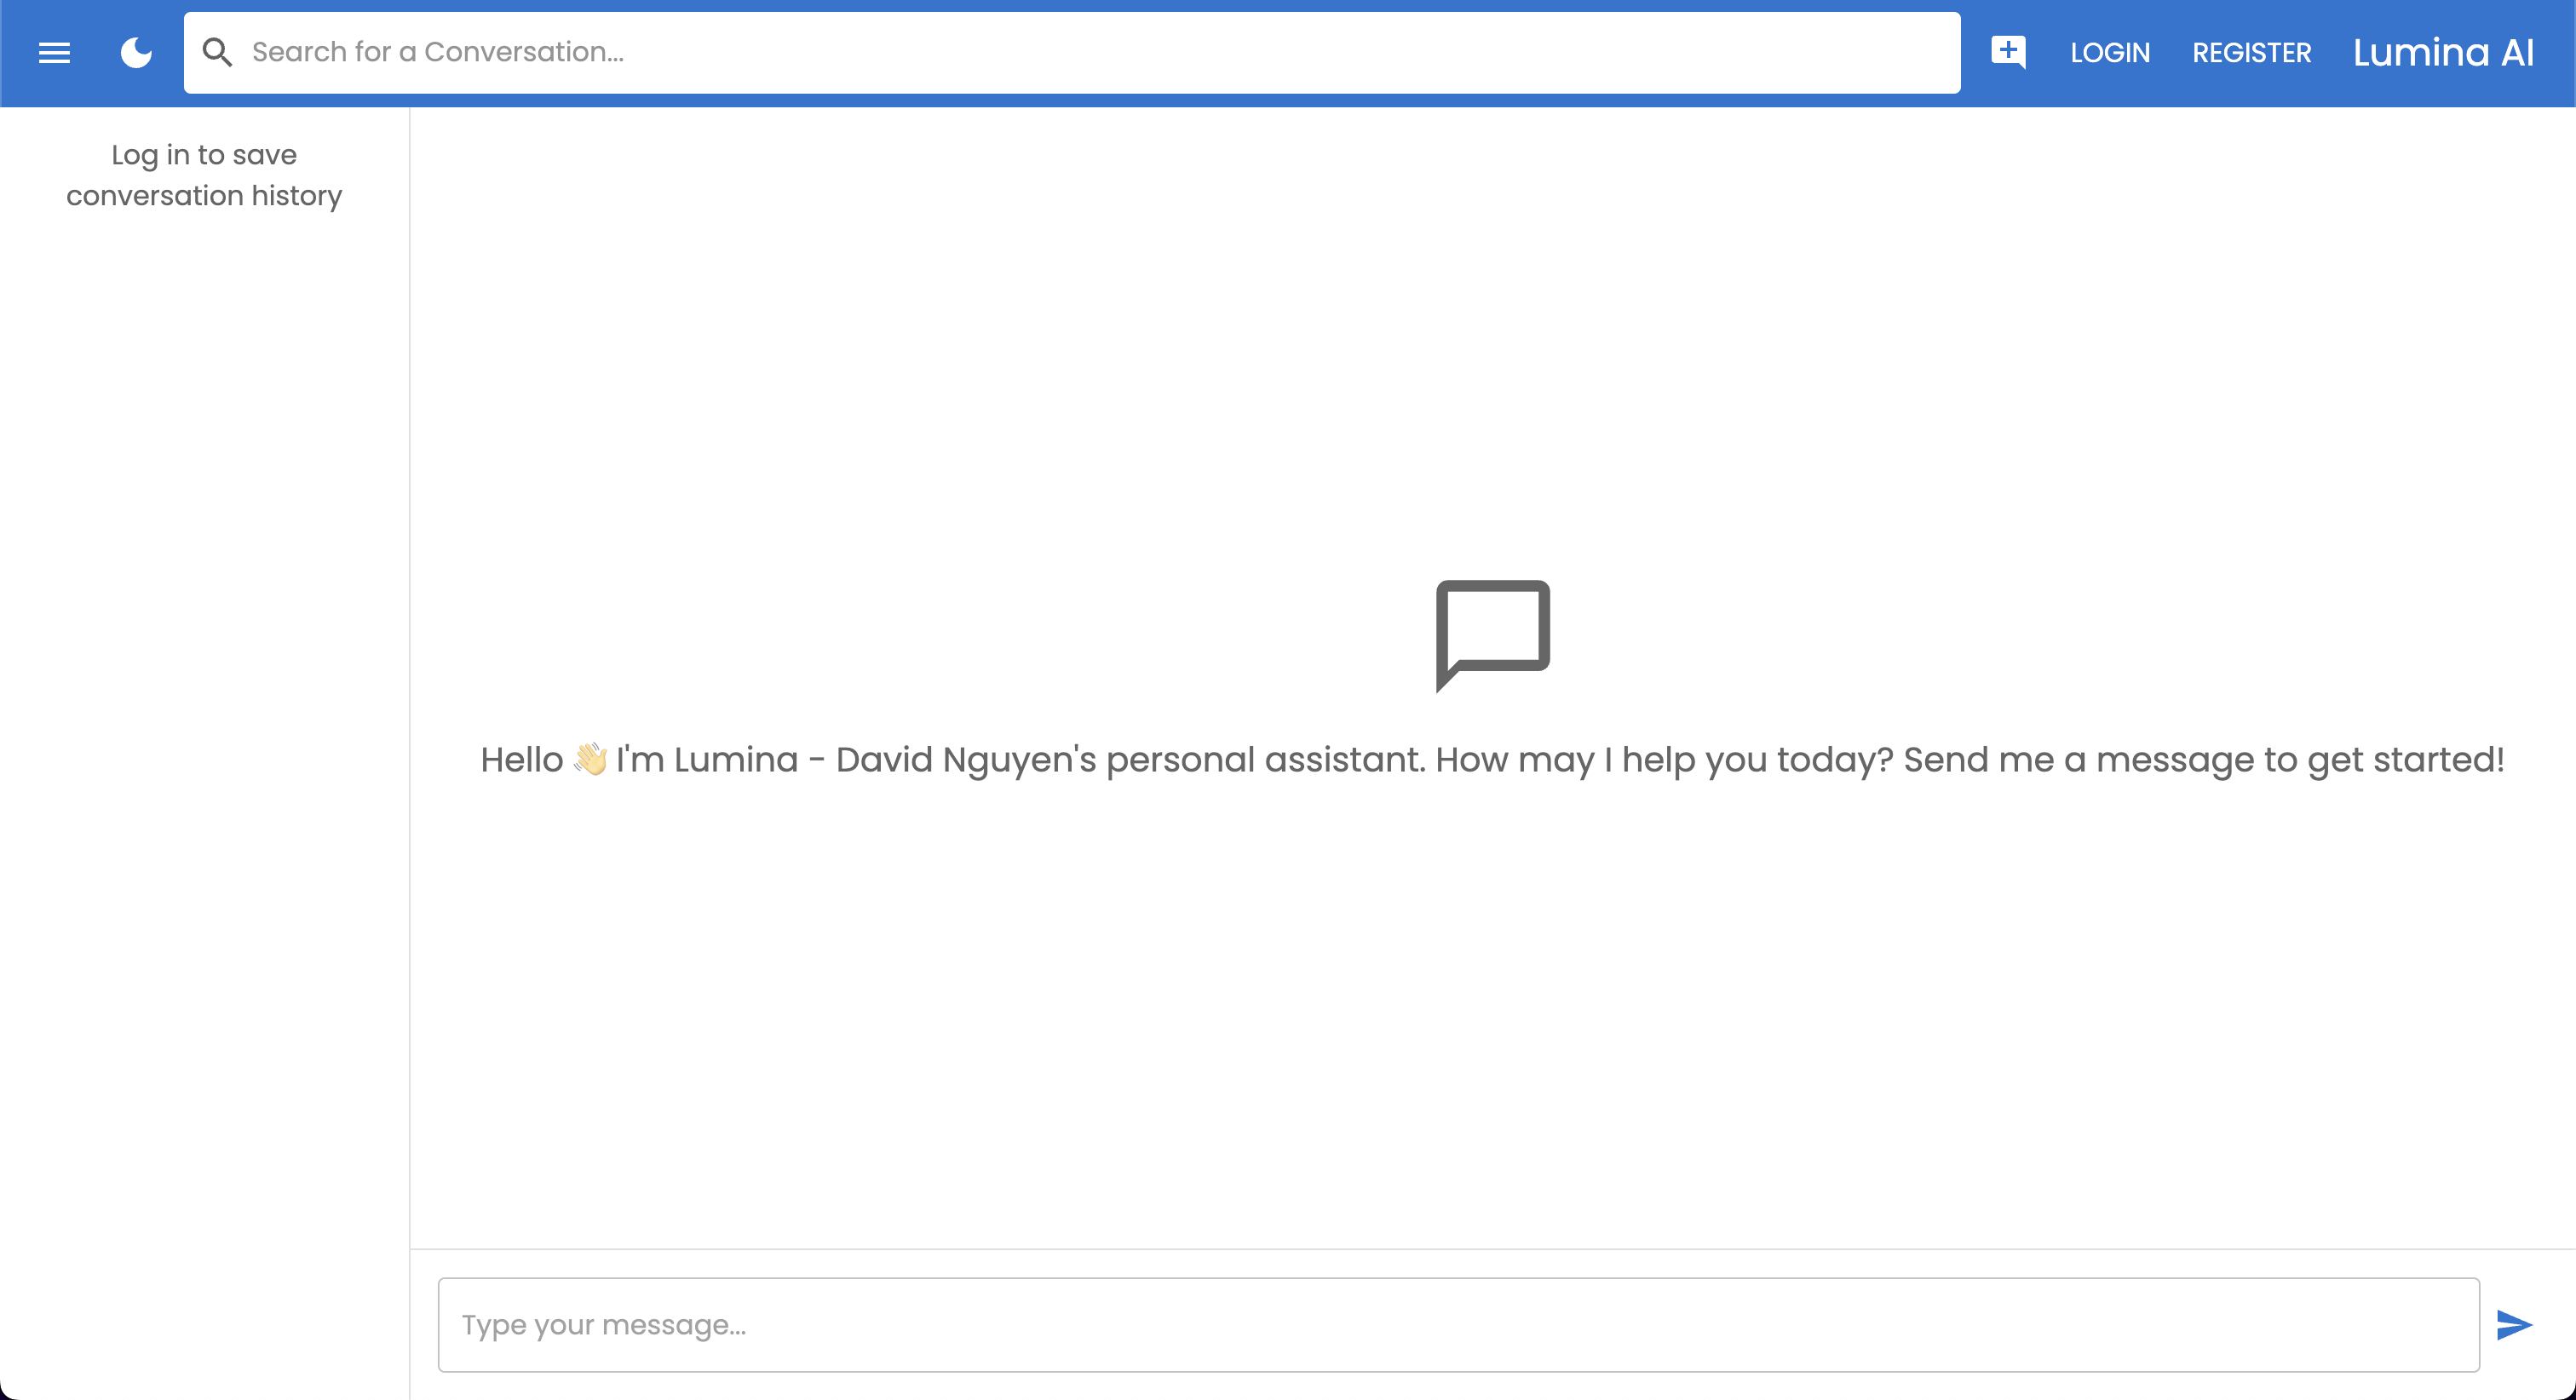 Search for a Conversation...
LOGIN
REGISTER
Lumina AI
Log in to save
conversation history
Hello 👋 I'm Lumina - David Nguyen's personal assistant. How may I help you today? Send me a message to get started!
Type your message...